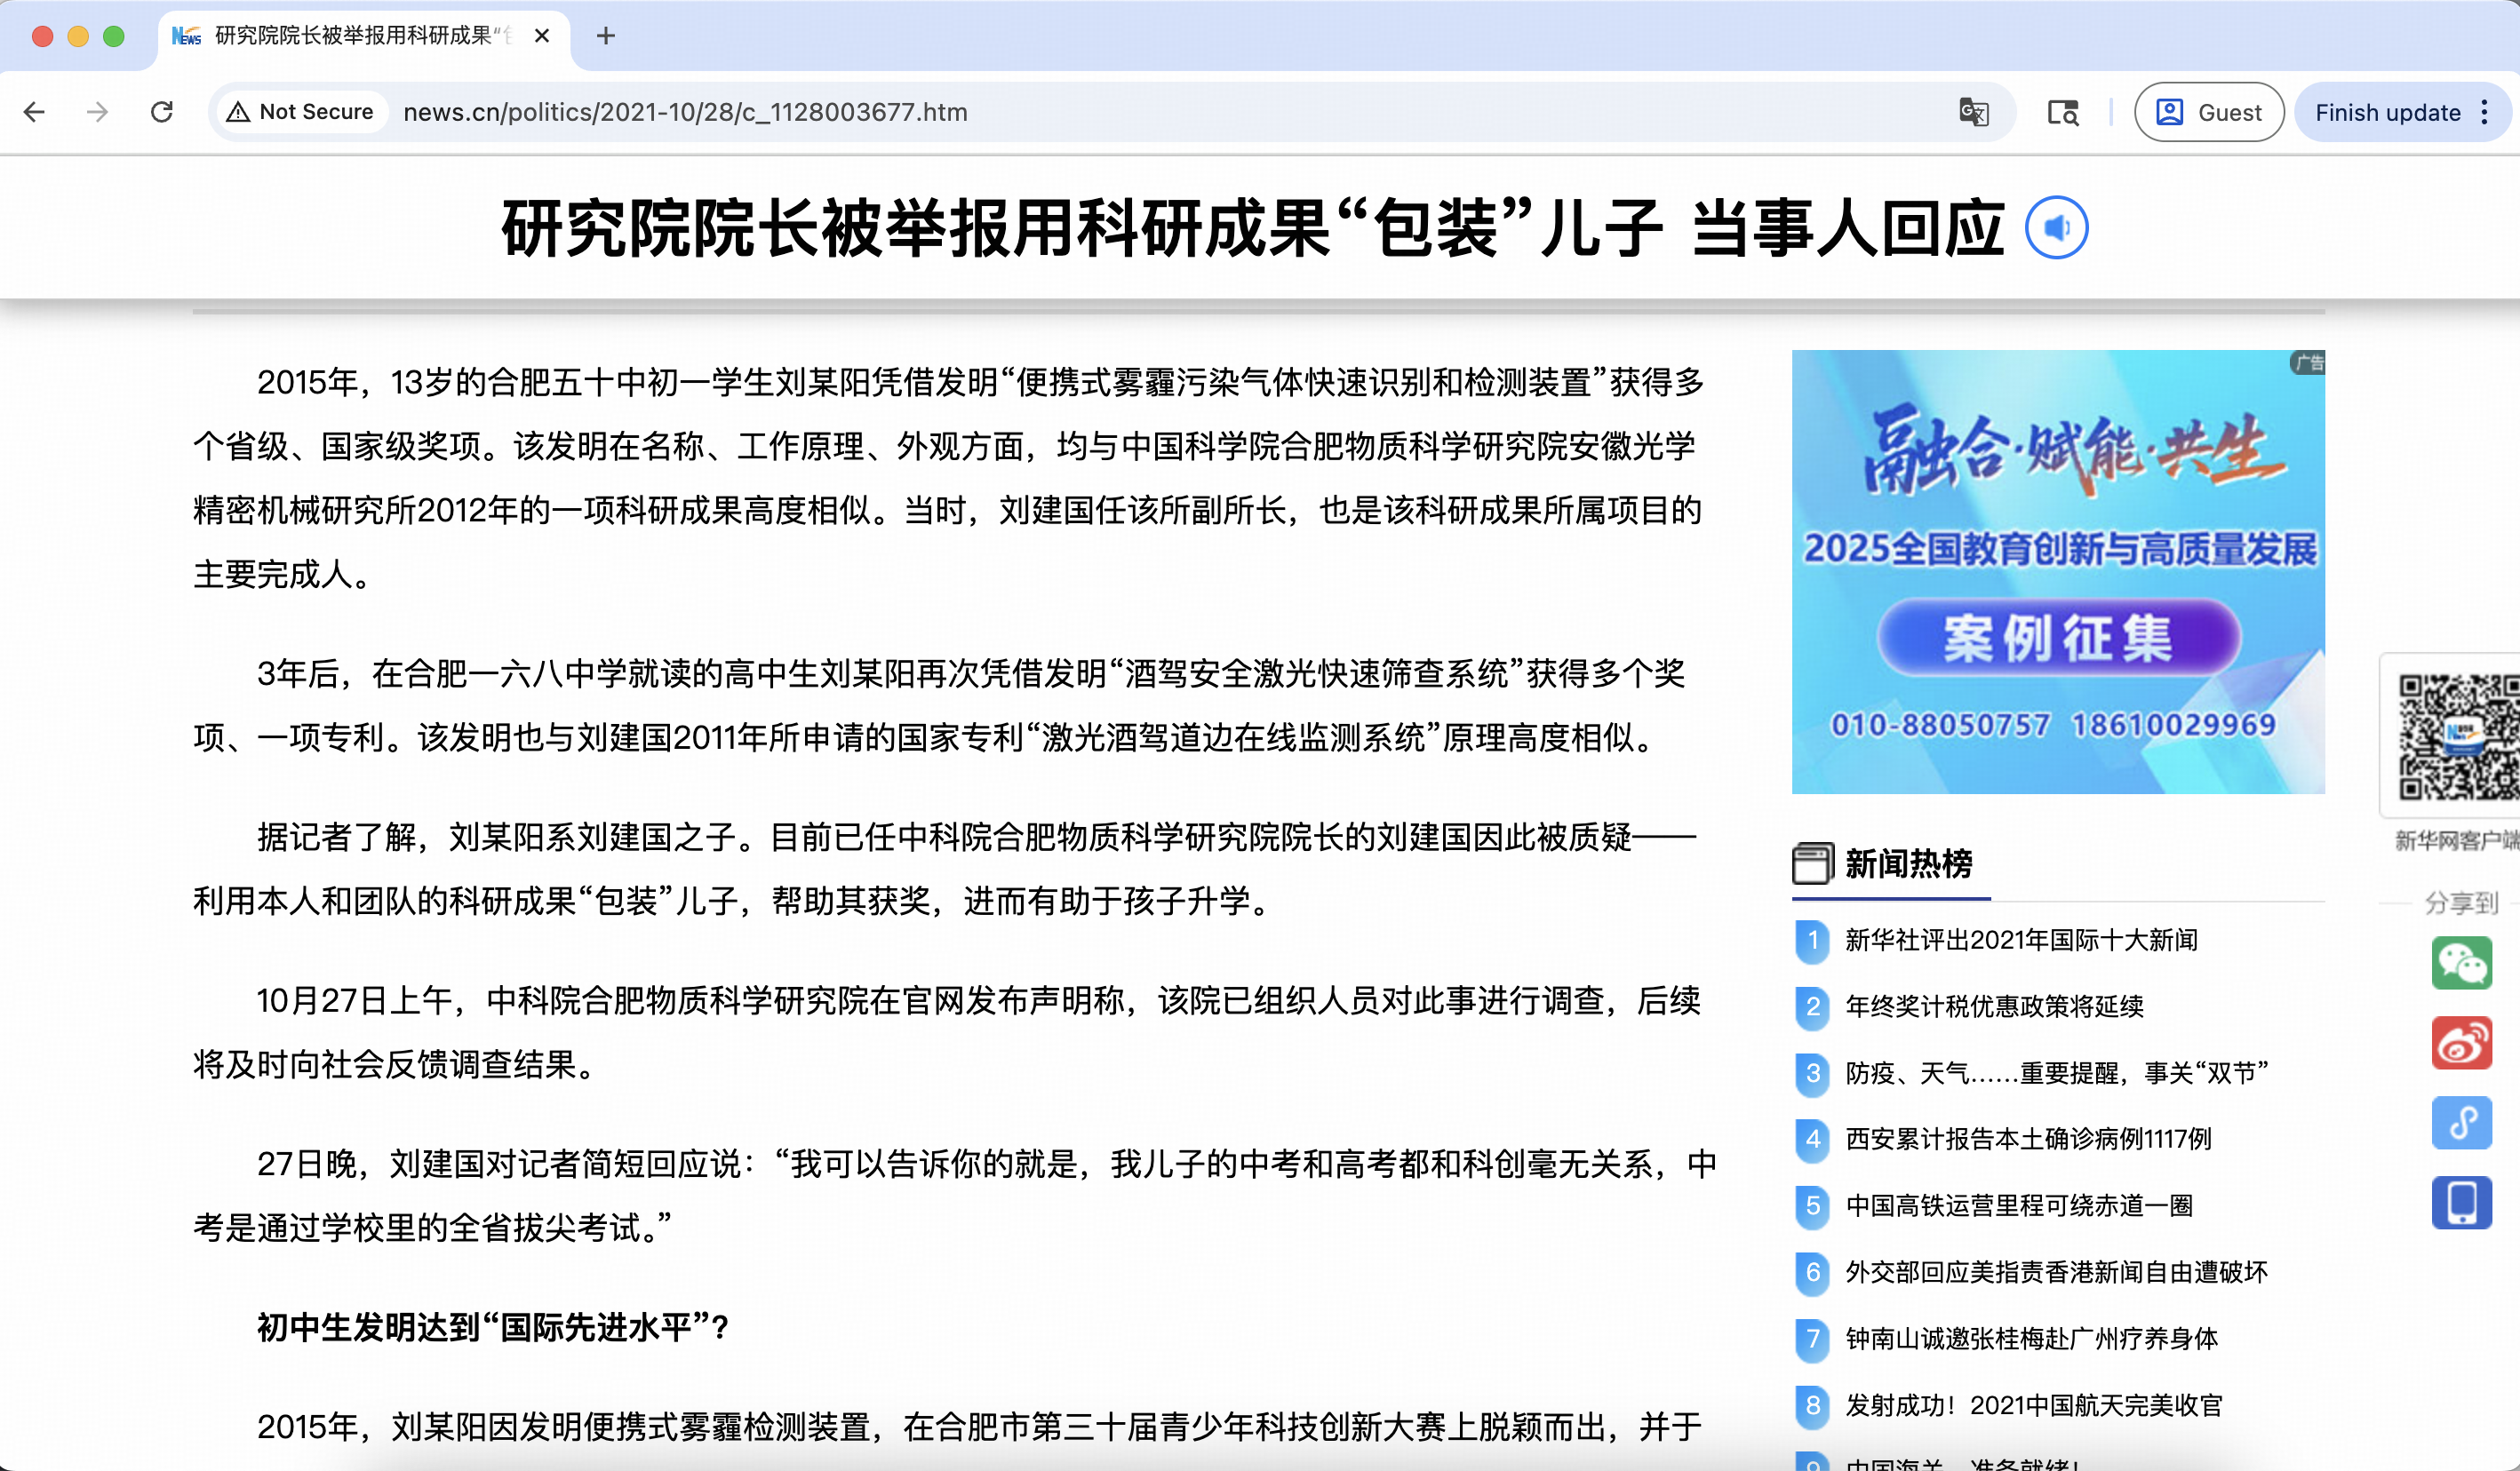 研究院院长被举报用科研成果“
Not Secure
news.cn/politics/2021-10/28/c_1128003677.htm
Guest
Finish update
研究院院长被举报用科研成果“包装”儿子 当事人回应
2015年，13岁的合肥五十中初一学生刘某阳凭借发明“便携式雾霾污染气体快速识别和检测装置”获得多
个省级、国家级奖项。该发明在名称、工作原理、外观方面，均与中国科学院合肥物质科学研究院安徽光学
精密机械研究所2012年的一项科研成果高度相似。当时，刘建国任该所副所长，也是该科研成果所属项目的
主要完成人。
3年后，在合肥一六八中学就读的高中生刘某阳再次凭借发明“酒驾安全激光快速筛查系统”获得多个奖
项、一项专利。该发明也与刘建国2011年所申请的国家专利“激光酒驾道边在线监测系统”原理高度相似。
据记者了解，刘某阳系刘建国之子。目前已任中科院合肥物质科学研究院院长的刘建国因此被质疑——
利用本人和团队的科研成果“包装”儿子，帮助其获奖，进而有助于孩子升学。
10月27日上午，中科院合肥物质科学研究院在官网发布声明称，该院已组织人员对此事进行调查，后续
将及时向社会反馈调查结果。
27日晚，刘建国对记者简短回应说：“我可以告诉你的就是，我儿子的中考和高考都和科创毫无关系，中
考是通过学校里的全省拔尖考试。”
初中生发明达到“国际先进水平”？
2015年，刘某阳因发明便携式雾霾检测装置，在合肥市第三十届青少年科技创新大赛上脱颖而出，并于
广告
融合·赋能·共生
2025全国教育创新与高质量发展
案例征集
010-88050757 18610029969
新闻热榜
1 新华社评出2021年国际十大新闻
2 年终奖计税优惠政策将延续
3 防疫、天气……重要提醒，事关“双节”
4 西安累计报告本土确诊病例1117例
5 中国高铁运营里程可绕赤道一圈
6 外交部回应美指责香港新闻自由遭破坏
7 钟南山诚邀张桂梅赴广州疗养身体
8 发射成功！2021中国航天完美收官
9 中国海关，准备就绪！
新华网客户端
分享到